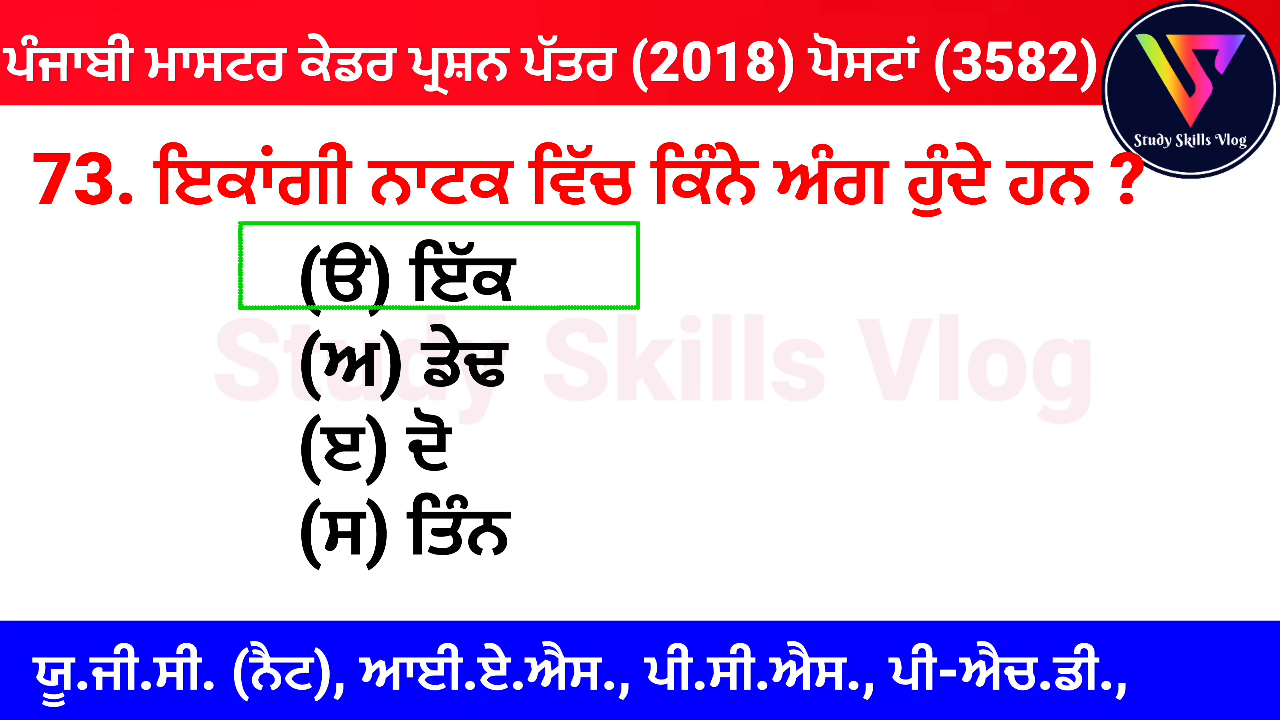 ਪੰਜਾਬੀ ਮਾਸਟਰ ਕੇਡਰ ਪ੍ਰਸ਼ਨ ਪੱਤਰ (2018) ਪੋਸਟਾਂ (3582)
Study Skills Vlog
73. ਇਕਾਂਗੀ ਨਾਟਕ ਵਿੱਚ ਕਿੰਨੇ ਅੰਗ ਹੁੰਦੇ ਹਨ ?
(ੳ) ਇੱਕ
(ਅ) ਡੇਢ
(ੲ) ਦੋ
(ਸ) ਤਿੰਨ
Study Skills Vlog
ਯੂ.ਜੀ.ਸੀ. (ਨੈਟ), ਆਈ.ਏ.ਐਸ., ਪੀ.ਸੀ.ਐਸ., ਪੀ-ਐਚ.ਡੀ.,